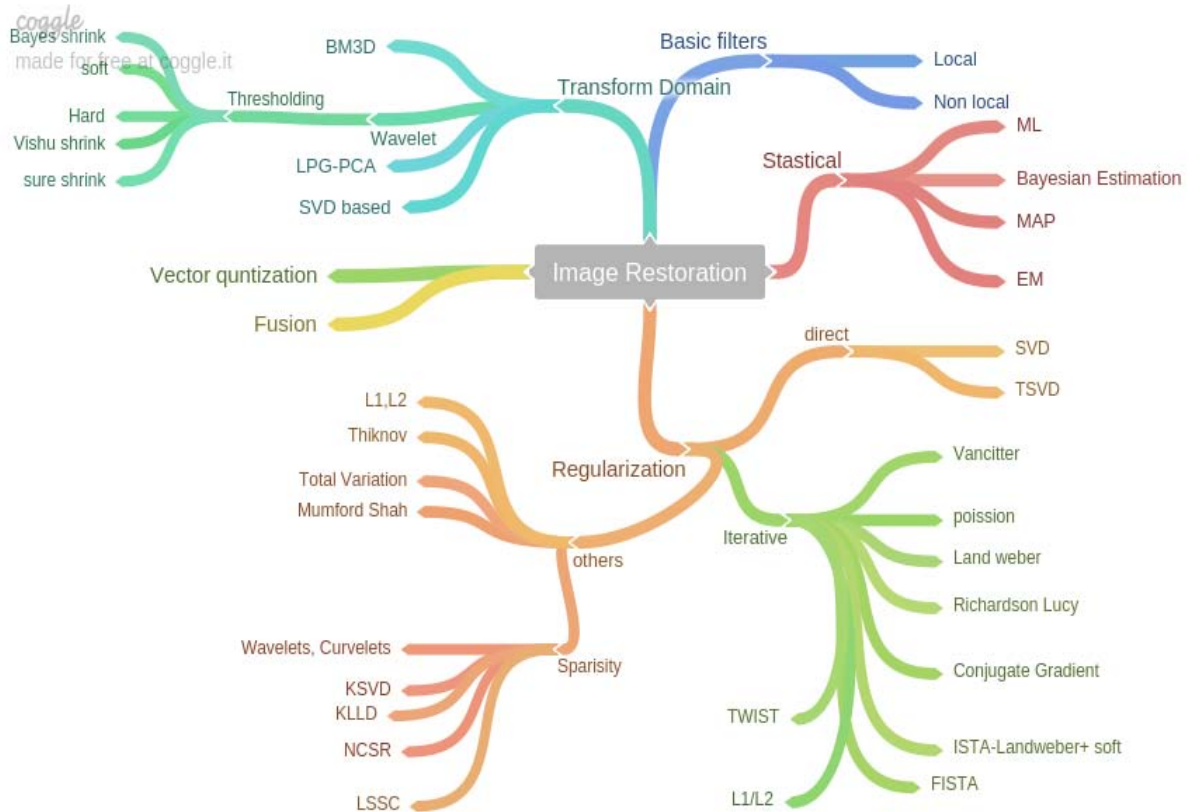 coggle
made for free at coggle.it
Bayes shrink
soft
Hard
Vishu shrink
sure shrink
Thresholding
BM3D
Wavelet
LPG-PCA
SVD based
Transform Domain
Basic filters
Local
Non local
Stastical
ML
Bayesian Estimation
MAP
EM
Image Restoration
Vector quntization
Fusion
direct
SVD
TSVD
Regularization
L1,L2
Thiknov
Total Variation
Mumford Shah
others
Iterative
Vancitter
poission
Land weber
Richardson Lucy
Conjugate Gradient
ISTA-Landweber+ soft
FISTA
TWIST
L1/L2
Sparisity
Wavelets, Curvelets
KSVD
KLLD
NCSR
LSSC